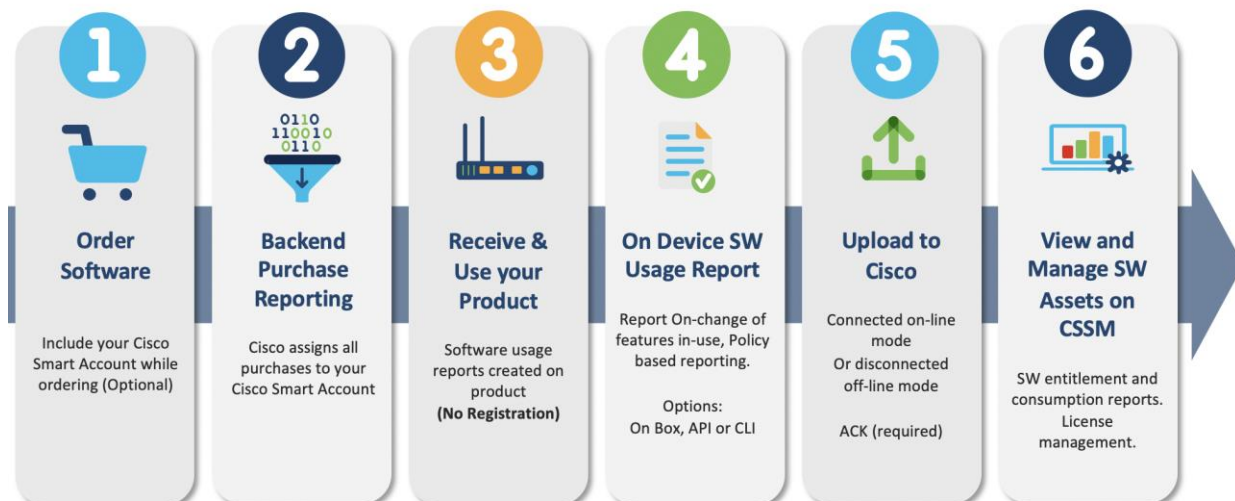 1
Order
Software
Include your Cisco
Smart Account while
ordering (Optional)
2
0110
110010
0110
Backend
Purchase
Reporting
Cisco assigns all
purchases to your
Cisco Smart Account
3
Receive &
Use your
Product
Software usage
reports created on
product
(No Registration)
4
On Device SW
Usage Report
Report On-change of
features in-use, Policy
based reporting.
Options:
On Box, API or CLI
5
Upload to
Cisco
Connected on-line
mode
Or disconnected
off-line mode
ACK (required)
6
View and
Manage SW
Assets on
CSSM
SW entitlement and
consumption reports.
License
management.